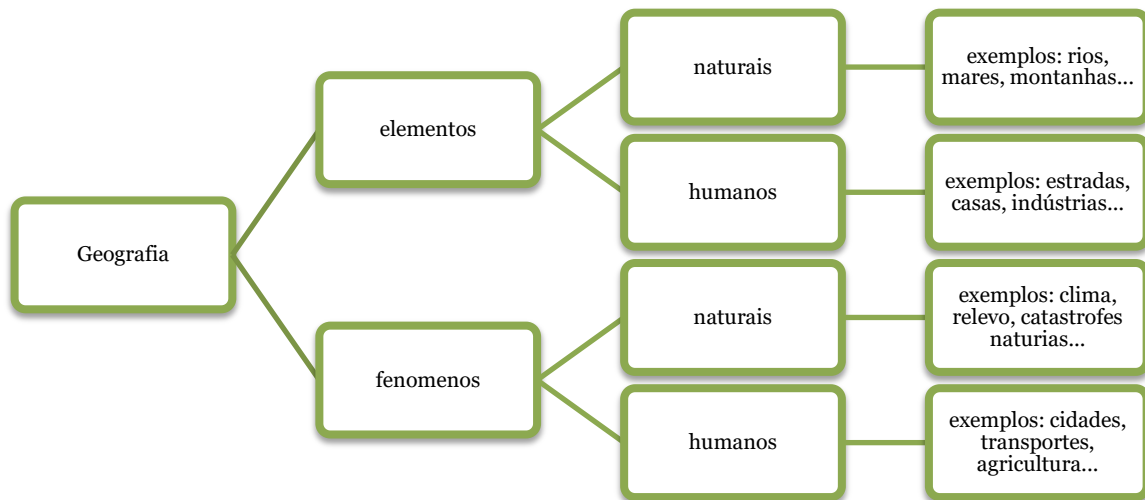 Geografia
elementos
naturais
exemplos: rios,
mares, montanhas...
humanos
exemplos: estradas,
casas, indústrias...
fenomenos
naturais
exemplos: clima,
relevo, catastrofes
naturias...
humanos
exemplos: cidades,
transportes,
agricultura...